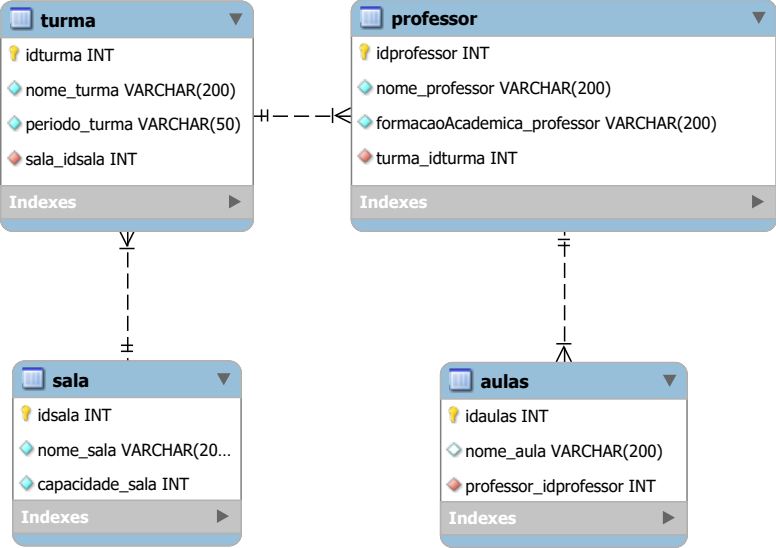 turma
idturma INT
nome_turma VARCHAR(200)
periodo_turma VARCHAR(50)
sala_idsala INT
Indexes
professor
idprofessor INT
nome_professor VARCHAR(200)
formacaoAcademica_professor VARCHAR(200)
turma_idturma INT
Indexes
sala
idsala INT
nome_sala VARCHAR(20...
capacidade_sala INT
Indexes
aulas
idaulas INT
nome_aula VARCHAR(200)
professor_idprofessor INT
Indexes